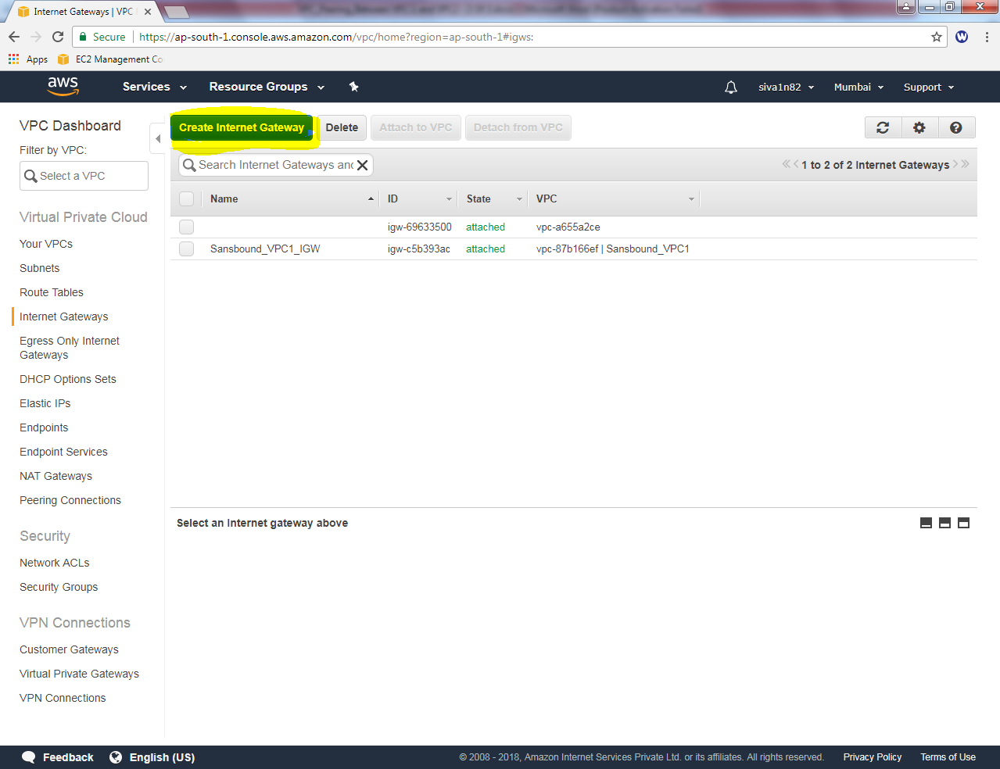 Internet Gateways | VPC
Secure
https://ap-south-1.console.aws.amazon.com/vpc/home?region=ap-south-1#igws:
Apps
EC2 Management Co
aws
Services
Resource Groups
siva1n82
Mumbai
Support
VPC Dashboard
Filter by VPC:
Select a VPC
Virtual Private Cloud
Your VPCs
Subnets
Route Tables
Internet Gateways
Egress Only Internet
Gateways
DHCP Options Sets
Elastic IPs
Endpoints
Endpoint Services
NAT Gateways
Peering Connections
Security
Network ACLs
Security Groups
VPN Connections
Customer Gateways
Virtual Private Gateways
VPN Connections
Create Internet Gateway
Delete
Attach to VPC
Detach from VPC
Search Internet Gateways and
1 to 2 of 2 Internet Gateways
Name ID State VPC
igw-69633500 attached vpc-a655a2ce
Sansbound_VPC1_IGW igw-c5b393ac attached vpc-87b166ef | Sansbound_VPC1
Select an Internet gateway above
Feedback
English (US)
© 2008 - 2018, Amazon Internet Services Private Ltd. or its affiliates. All rights reserved.
Privacy Policy
Terms of Use